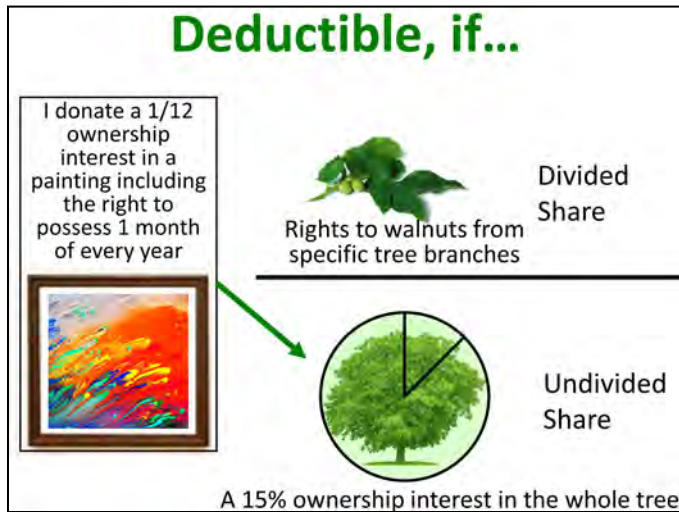 Deductible, if...
I donate a 1/12
ownership
interest in a
painting including
the right to
possess 1 month
of every year
Rights to walnuts from
specific tree branches
Divided
Share
Undivided
Share
A 15% ownership interest in the whole tree